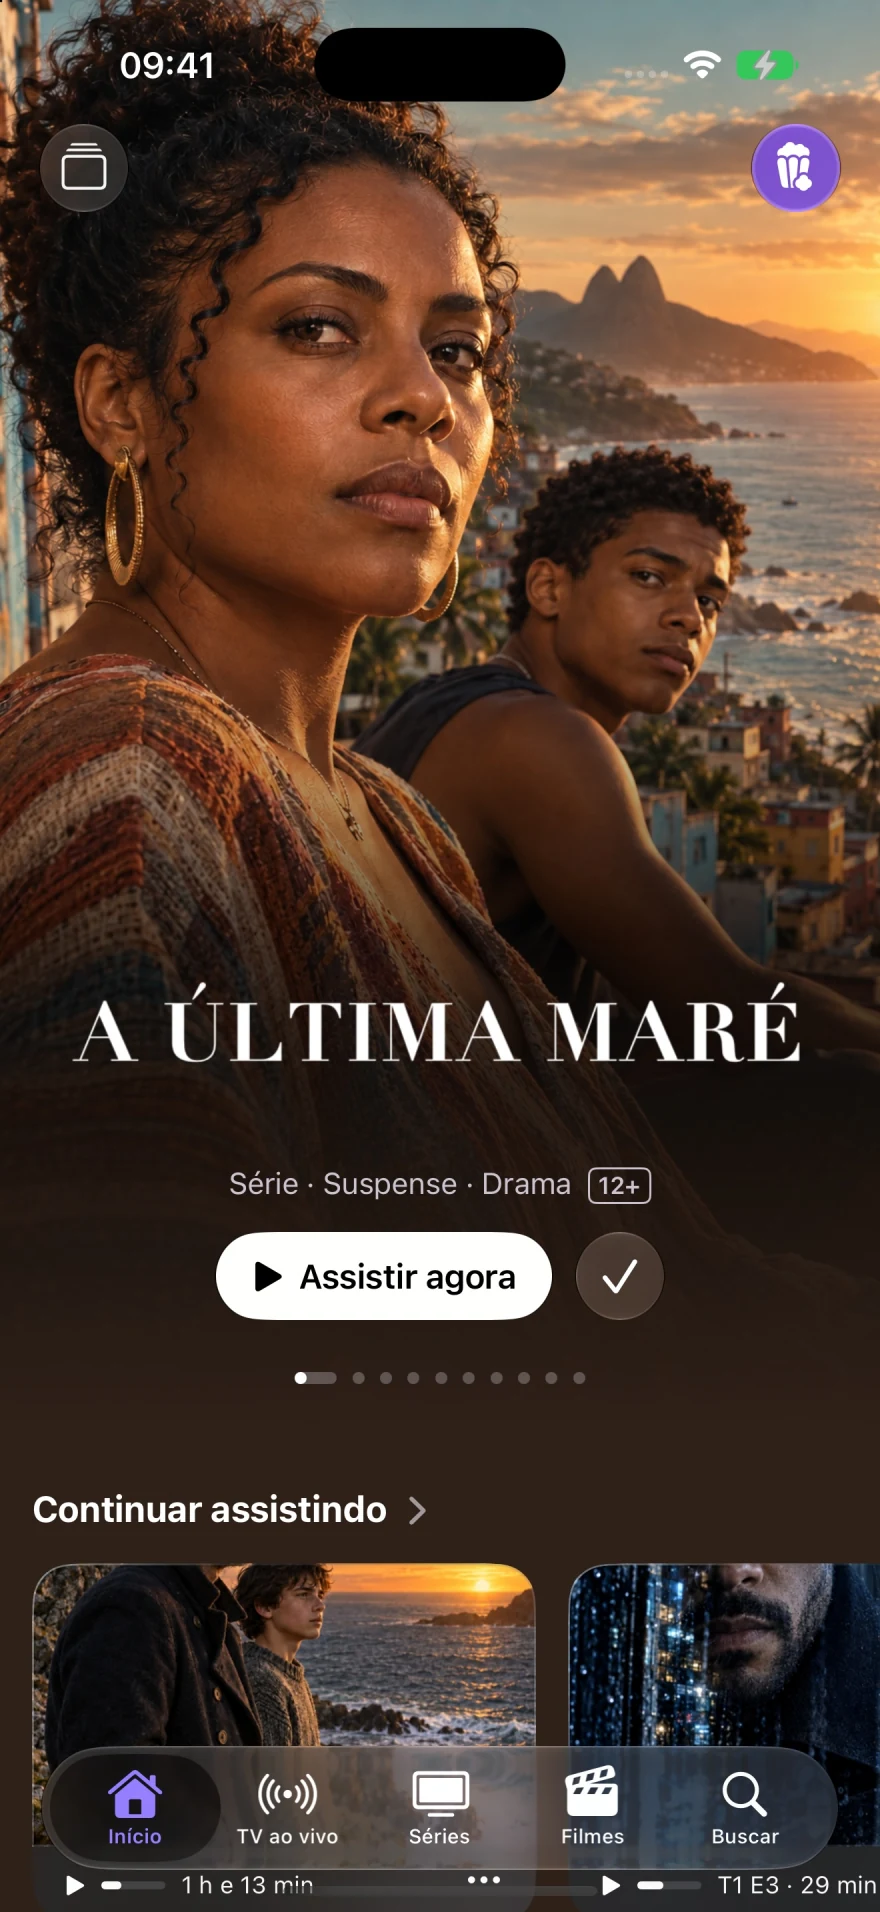 09:41
A ÚLTIMA MARÉ
Série · Suspense · Drama 12+
Assistir agora
Continuar assistindo
Início
TV ao vivo
Séries
Filmes
Buscar
1 h e 13 min
T1 E3 · 29 min